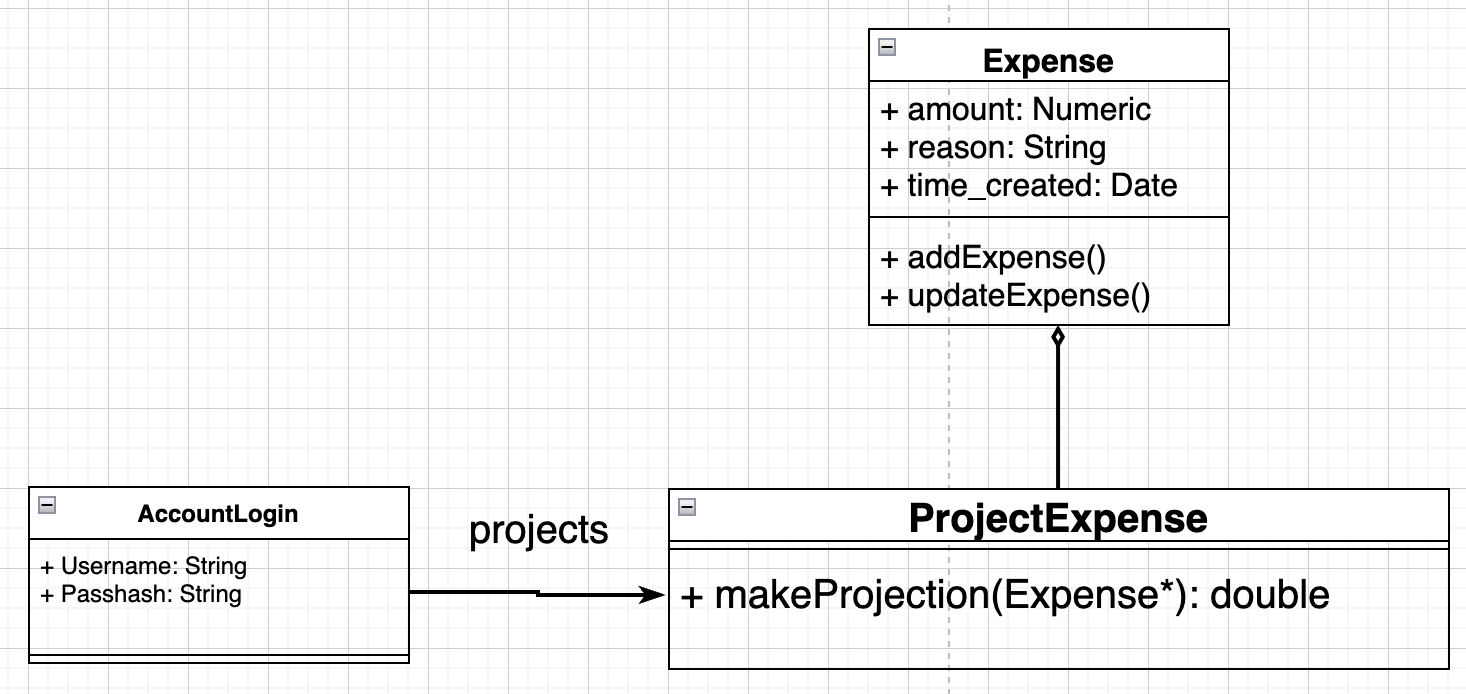 Expense
+ amount: Numeric
+ reason: String
+ time_created: Date
+ addExpense()
+ updateExpense()
AccountLogin
+ Username: String
+ Passhash: String
projects
ProjectExpense
+ makeProjection(Expense*): double